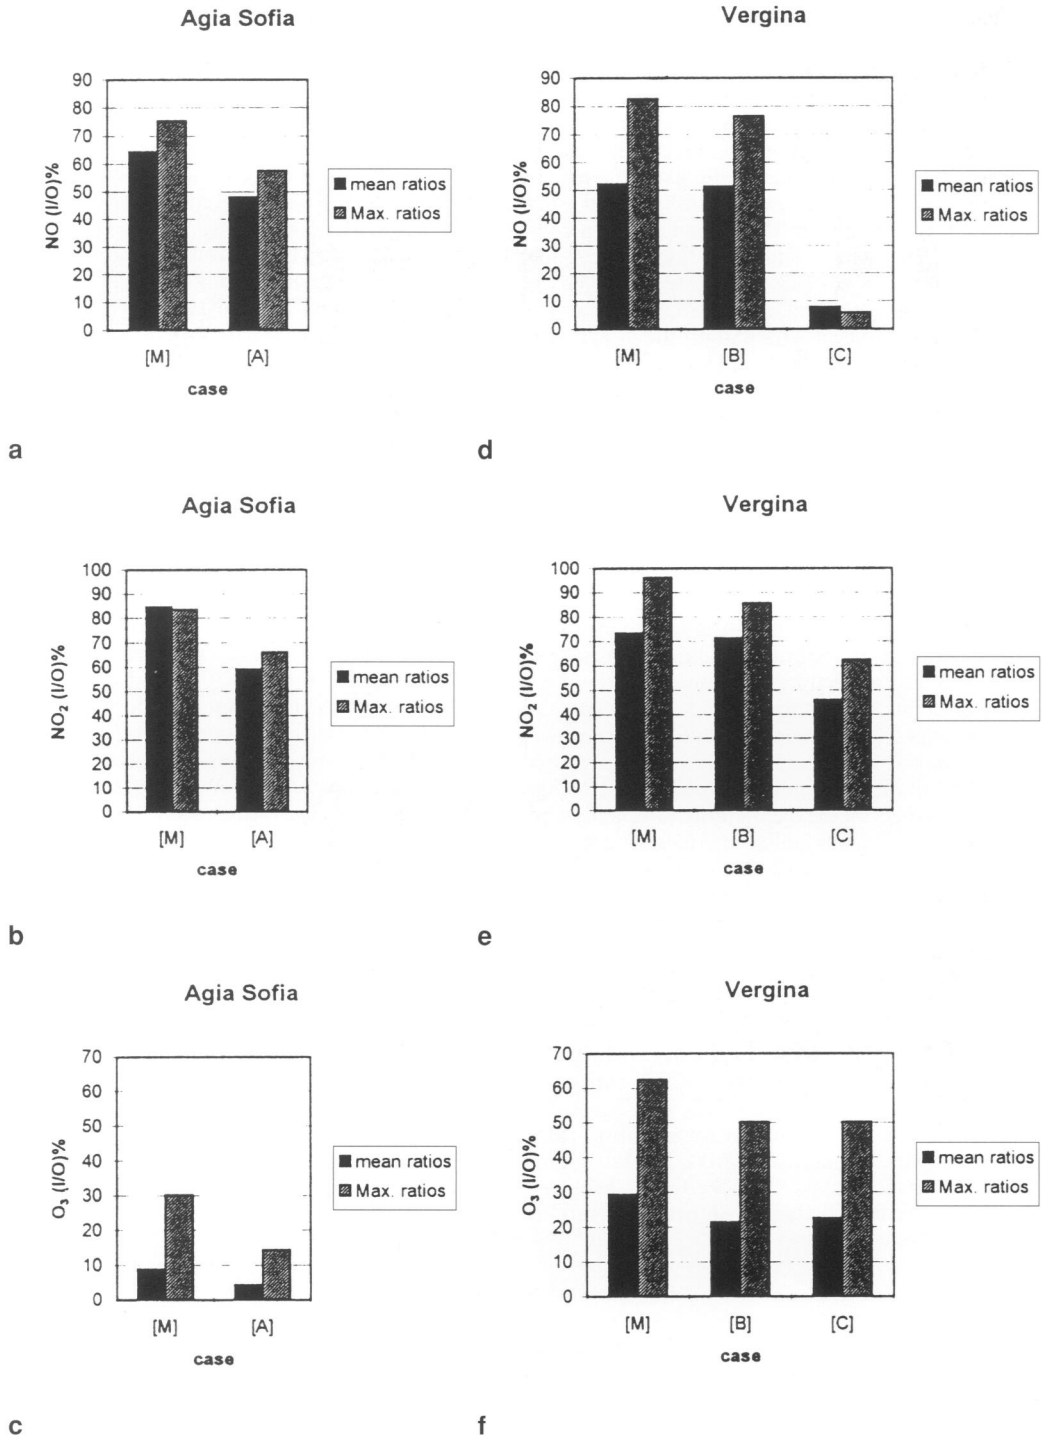 Agia Sofia
90
80
70
60
50
40
30
20
10
0
NO (I/O)%
[M] [A]
case
mean ratios
Max. ratios
a
Vergina
90
80
70
60
50
40
30
20
10
0
NO (I/O)%
[M] [B] [C]
case
mean ratios
Max. ratios
d
Agia Sofia
100
90
80
70
60
50
40
30
20
10
0
NO₂ (I/O)%
[M] [A]
case
mean ratios
Max. ratios
b
Vergina
100
90
80
70
60
50
40
30
20
10
0
NO₂ (I/O)%
[M] [B] [C]
case
mean ratios
Max. ratios
e
Agia Sofia
70
60
50
40
30
20
10
0
O₃ (I/O)%
[M] [A]
case
mean ratios
Max. ratios
c
Vergina
70
60
50
40
30
20
10
0
O₃ (I/O)%
[M] [B] [C]
case
mean ratios
Max. ratios
f